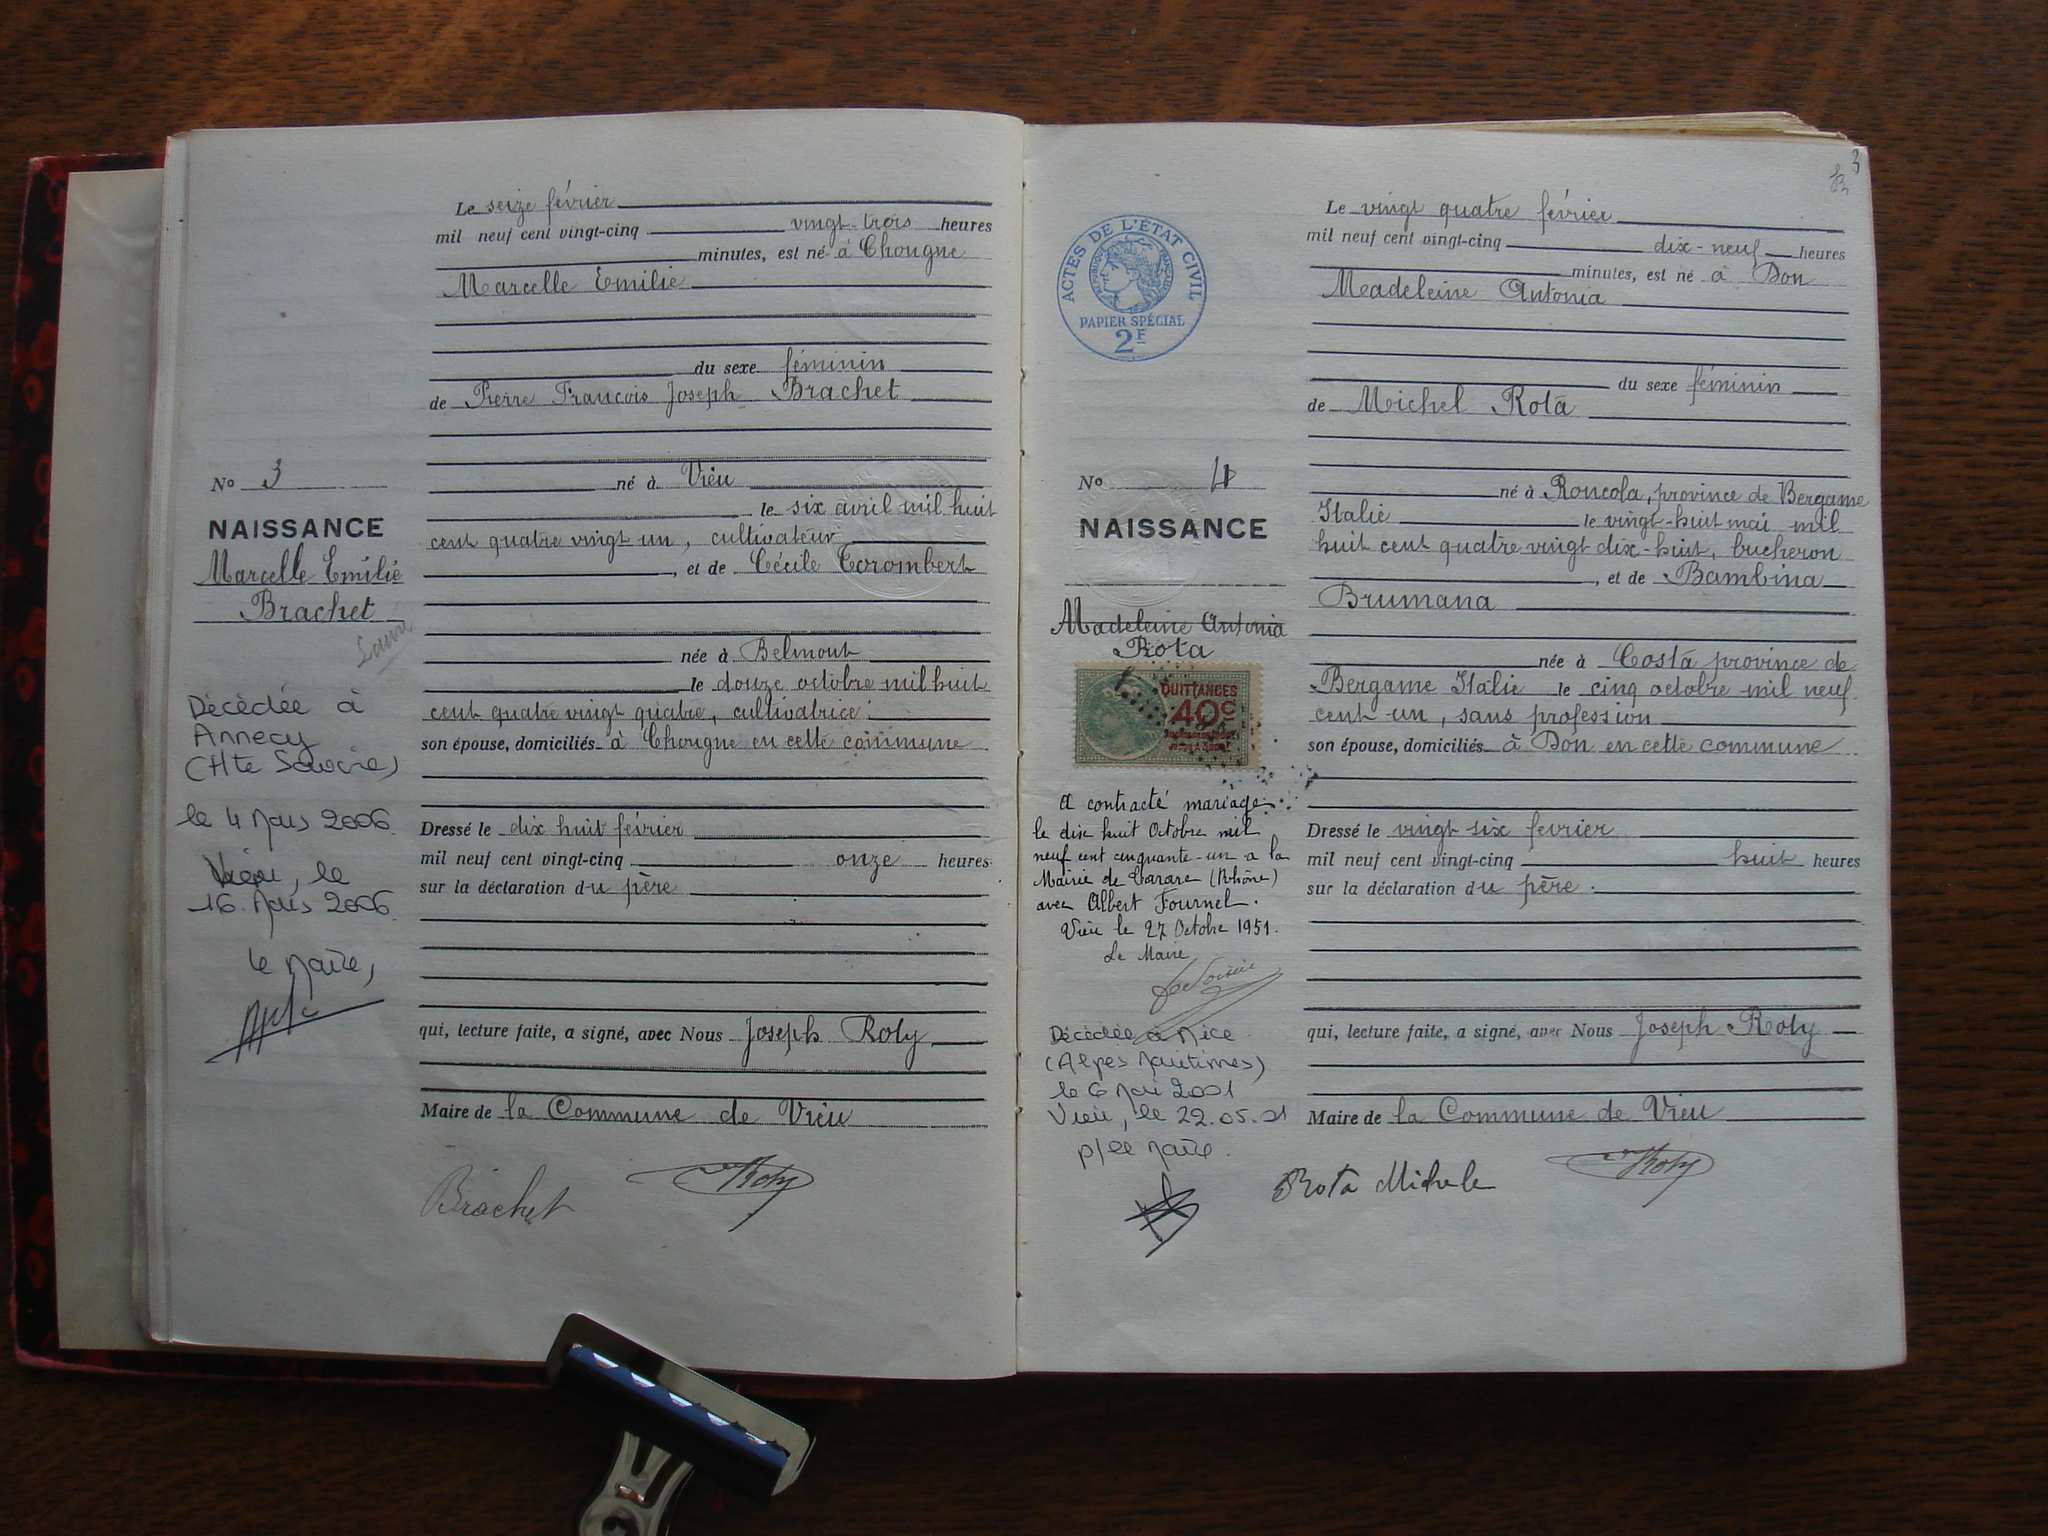 Le seize février
mil neuf cent vingt-cinq vingt-trois heures
minutes, est né à Chongne
Marcelle Emilie
du sexe féminin
de Pierre François Joseph Brachet
né à Vieu
le six avril mil huit
cent quatre vingt un, cultivateur
, et de Cécile Corombert
née à Belmont
le douze octobre mil huit
cent quatre vingt quatre, cultivatrice
son épouse, domiciliés à Chongne en cette commune
Dressé le dix huit février
mil neuf cent vingt-cinq onze heures
sur la déclaration du père
qui, lecture faite, a signé, avec Nous Joseph Roty
Maire de la Commune de Vieu
Brachet Roty
No 3
NAISSANCE
Marcelle Emilie
Brachet
Décédée à
Annecy
(Hte Savoie)
le 4 Mars 2006.
Vieu, le
16 Mars 2006.
le Maire,
3
ACTES DE L'ÉTAT CIVIL
RÉPUBLIQUE FRANÇAISE
PAPIER SPÉCIAL
2F
Le vingt quatre février
mil neuf cent vingt-cinq dix-neuf heures
minutes, est né à Don
Madeleine Antonia
du sexe féminin
de Michel Rota
né à Roncola, province de Bergame
Italie le vingt-huit mai mil
huit cent quatre vingt dix-huit, bucheron
, et de Bambina
Brumana
née à Costa province de
Bergame Italie le cinq octobre mil neuf
cent un, sans profession
son épouse, domiciliés à Don en cette commune
Dressé le vingt six fevrier
mil neuf cent vingt-cinq huit heures
sur la déclaration du père.
qui, lecture faite, a signé, avec Nous Joseph Roty
Maire de la Commune de Vieu
Rota Michele Roty
No 4
NAISSANCE
Madeleine Antonia
Rota
QUITTANCES
40c
A contracté mariage
le dix huit Octobre mil
neuf cent cinquante-un a la
Mairie de Tarare (Rhône)
avec Albert Fournel.
Vieu le 27 Octobre 1951.
Le Maire
Décédée à Nice
(Alpes Maritimes)
le 6 Mai 2001
Vieu, le 22.05.01
p/le Maire.